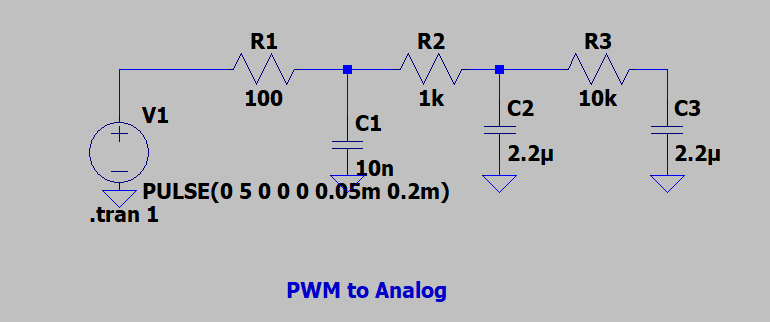 R1 R2 R3
V1 100 1k 10k
C1 C2 C3
10n 2.2µ 2.2µ
PULSE(0 5 0 0 0 0.05m 0.2m)
.tran 1
PWM to Analog